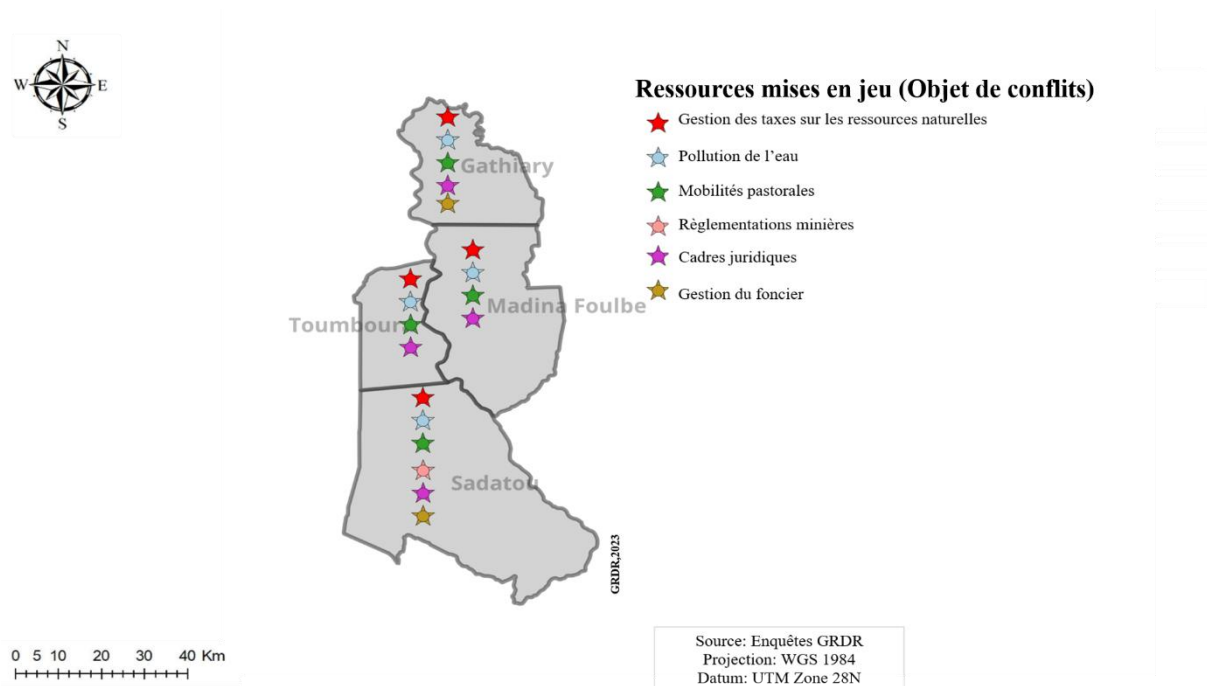 N
W E
S
Ressources mises en jeu (Objet de conflits)
Gestion des taxes sur les ressources naturelles
Pollution de l'eau
Mobilités pastorales
Règlementations minières
Cadres juridiques
Gestion du foncier
Gathiary
Madina Foulbe
Toumboura
Sadatou
GRDR,2023
0 5 10 20 30 40 Km
Source: Enquêtes GRDR
Projection: WGS 1984
Datum: UTM Zone 28N